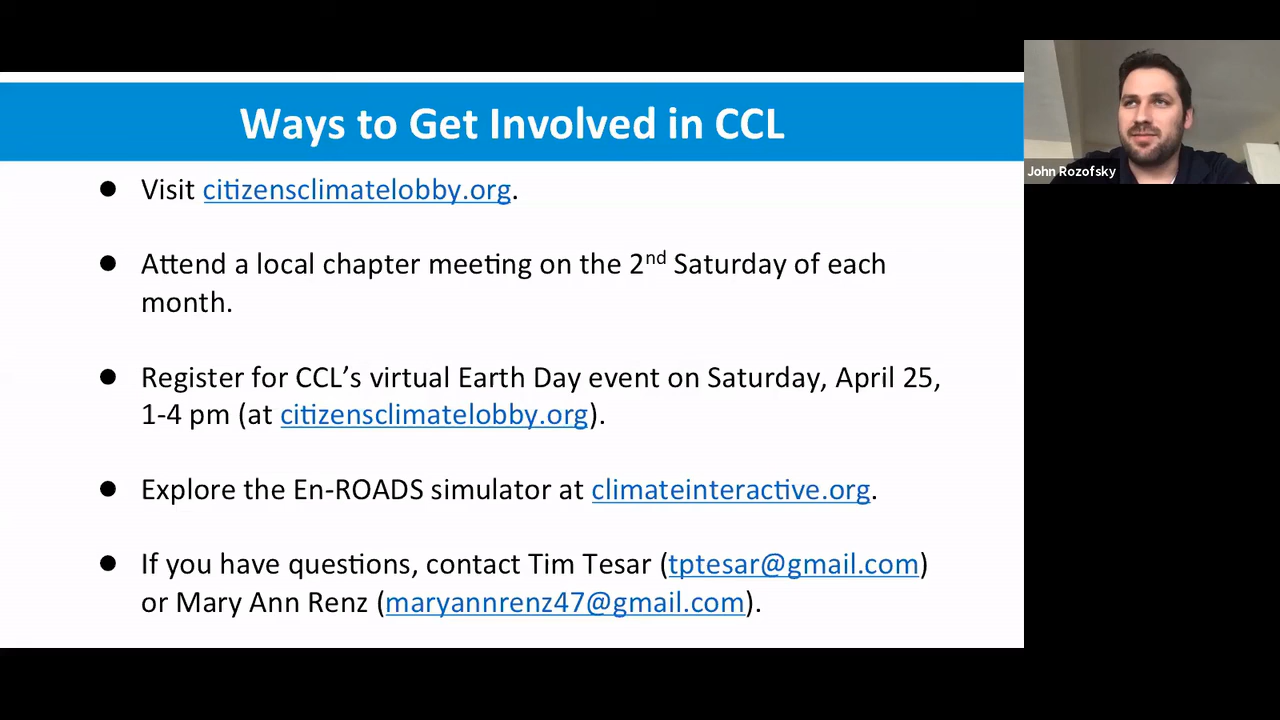 Ways to Get Involved in CCL
● Visit citizensclimatelobby.org.
● Attend a local chapter meeting on the 2nd Saturday of each
month.
● Register for CCL’s virtual Earth Day event on Saturday, April 25,
1-4 pm (at citizensclimatelobby.org).
● Explore the En-ROADS simulator at climateinteractive.org.
● If you have questions, contact Tim Tesar (tptesar@gmail.com)
or Mary Ann Renz (maryannrenz47@gmail.com).
John Rozofsky